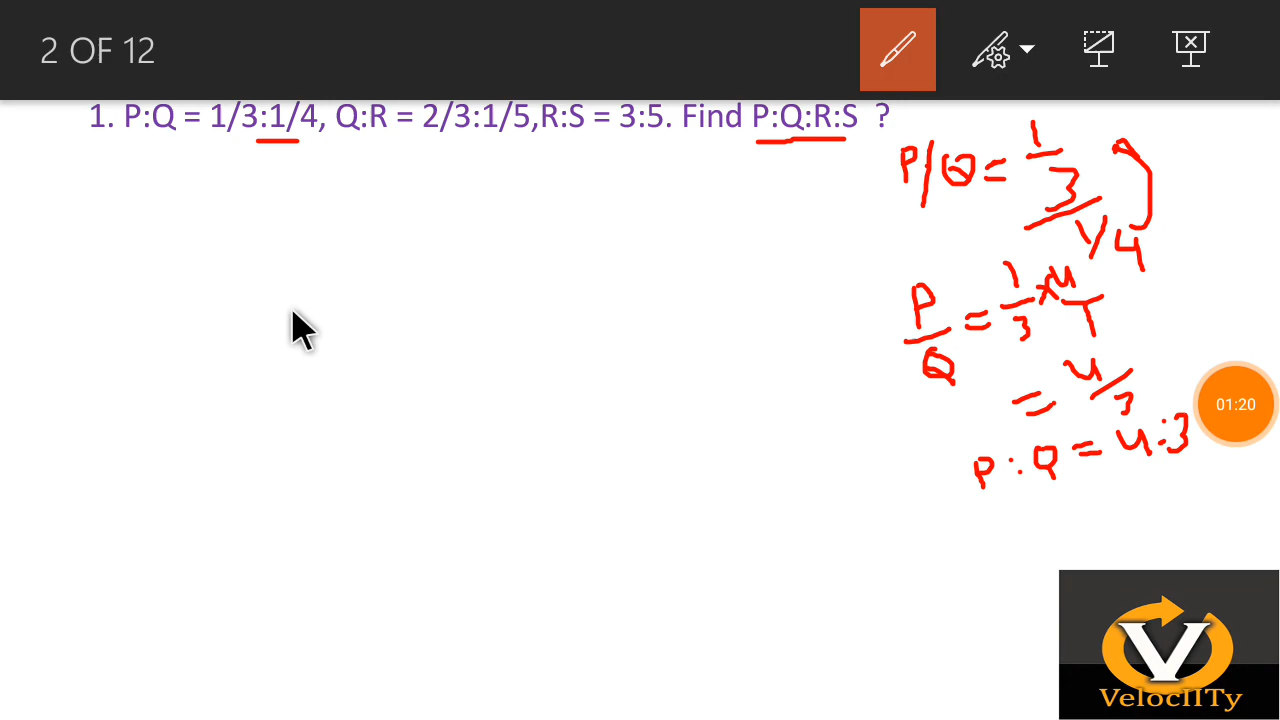 2 OF 12
1. P:Q = 1/3:1/4, Q:R = 2/3:1/5,R:S = 3:5. Find P:Q:R:S ?
P/Q = 1/3/1/4
P/Q = 1/3 x 4/1
= 4/3
P:Q = 4:3
01:20
V
VelocIITy